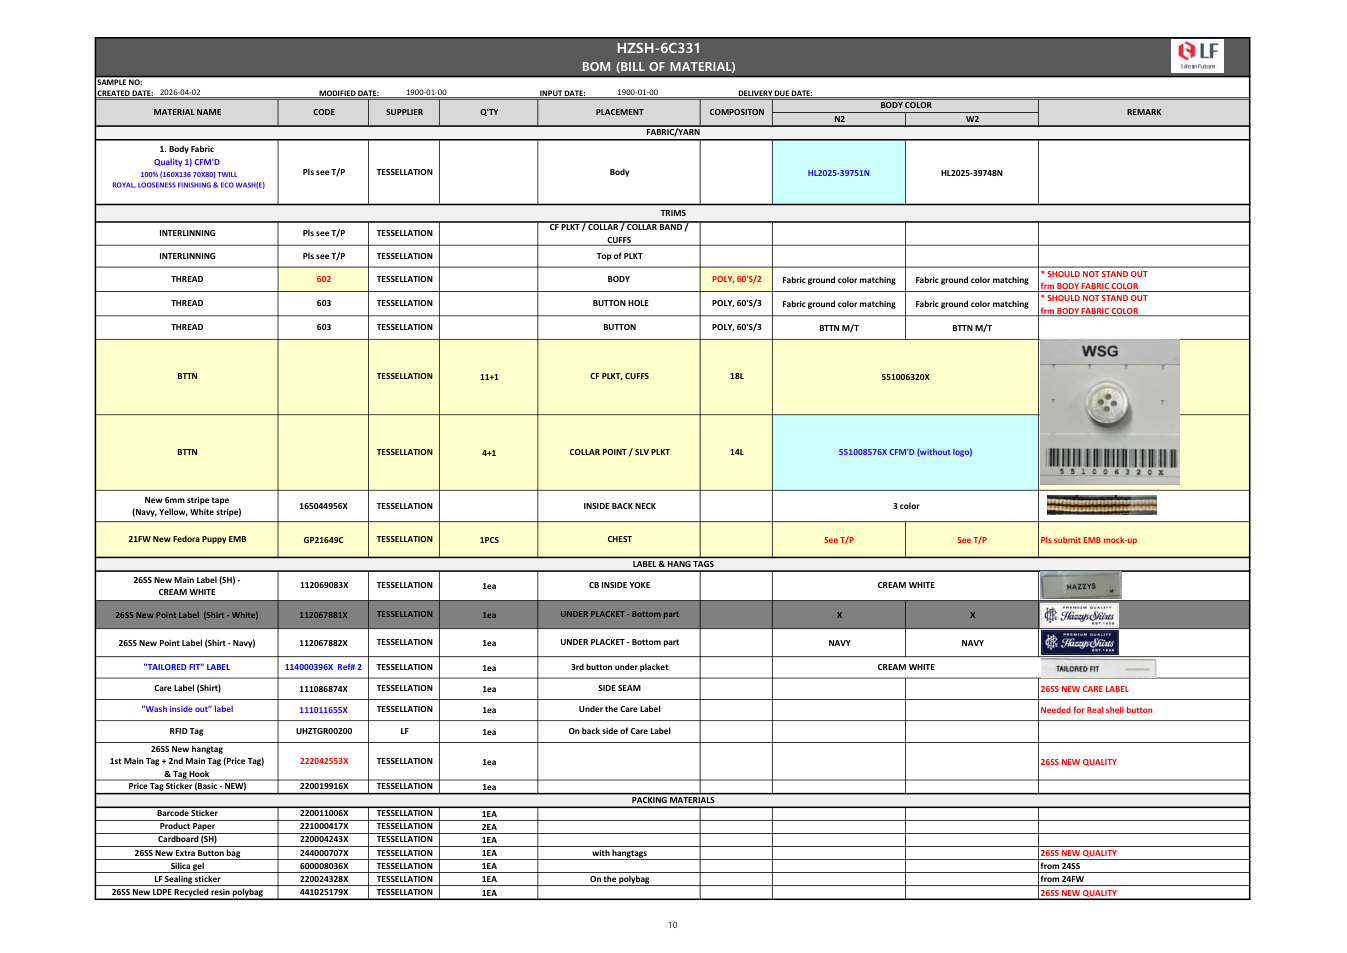 HZSH-6C331
BOM (BILL OF MATERIAL)
LF
Life in Future
SAMPLE NO:
CREATED DATE: 2026-04-02 MODIFIED DATE: 1900-01-00 INPUT DATE: 1900-01-00 DELIVERY DUE DATE:
MATERIAL NAME CODE SUPPLIER Q'TY PLACEMENT COMPOSITON BODY COLOR REMARK
N2 W2
FABRIC/YARN
1. Body Fabric
Quality 1) CFM'D
100% (160X136 70X80) TWILL
ROYAL, LOOSENESS FINISHING & ECO WASH(E)
Pls see T/P TESSELLATION Body HL2025-39751N HL2025-39748N
TRIMS
INTERLINNING Pls see T/P TESSELLATION CF PLKT / COLLAR / COLLAR BAND /
CUFFS
INTERLINNING Pls see T/P TESSELLATION Top of PLKT
THREAD 602 TESSELLATION BODY POLY, 60'S/2 Fabric ground color matching Fabric ground color matching * SHOULD NOT STAND OUT
frm BODY FABRIC COLOR
THREAD 603 TESSELLATION BUTTON HOLE POLY, 60'S/3 Fabric ground color matching Fabric ground color matching * SHOULD NOT STAND OUT
frm BODY FABRIC COLOR
THREAD 603 TESSELLATION BUTTON POLY, 60'S/3 BTTN M/T BTTN M/T
WSG
T T T T
BTTN TESSELLATION 11+1 CF PLKT, CUFFS 18L 551006320X
T T
BTTN TESSELLATION 4+1 COLLAR POINT / SLV PLKT 14L 551008576X CFM'D (without logo)
551006320X
New 6mm stripe tape
(Navy, Yellow, White stripe)
165044956X TESSELLATION INSIDE BACK NECK 3 color
21FW New Fedora Puppy EMB GP21649C TESSELLATION 1PCS CHEST See T/P See T/P Pls submit EMB mock-up
LABEL & HANG TAGS
26SS New Main Label (SH) -
CREAM WHITE
112069083X TESSELLATION 1ea CB INSIDE YOKE CREAM WHITE HAZZYS M
26SS New Point Label (Shirt - White) 112067881X TESSELLATION 1ea UNDER PLACKET - Bottom part X X PREMIUM QUALITY
Hazzys Shirts
EST.1938
26SS New Point Label (Shirt - Navy) 112067882X TESSELLATION 1ea UNDER PLACKET - Bottom part NAVY NAVY PREMIUM QUALITY
Hazzys Shirts
"TAILORED FIT" LABEL 114000396X Ref# 2 TESSELLATION 1ea 3rd button under placket CREAM WHITE TAILORED FIT
Care Label (Shirt) 111086874X TESSELLATION 1ea SIDE SEAM 26SS NEW CARE LABEL
"Wash inside out" label 111011655X TESSELLATION 1ea Under the Care Label Needed for Real shell button
RFID Tag UHZTGR00200 LF 1ea On back side of Care Label
26SS New hangtag
1st Main Tag + 2nd Main Tag (Price Tag)
& Tag Hook
222042553X TESSELLATION 1ea 26SS NEW QUALITY
Price Tag Sticker (Basic - NEW) 220019916X TESSELLATION 1ea
PACKING MATERIALS
Barcode Sticker 220011006X TESSELLATION 1EA
Product Paper 221000417X TESSELLATION 2EA
Cardboard (SH) 220004243X TESSELLATION 1EA
26SS New Extra Button bag 244000707X TESSELLATION 1EA with hangtags 26SS NEW QUALITY
Silica gel 600008036X TESSELLATION 1EA from 24SS
LF Sealing sticker 220024328X TESSELLATION 1EA On the polybag from 24FW
26SS New LDPE Recycled resin polybag 441025179X TESSELLATION 1EA 26SS NEW QUALITY
10